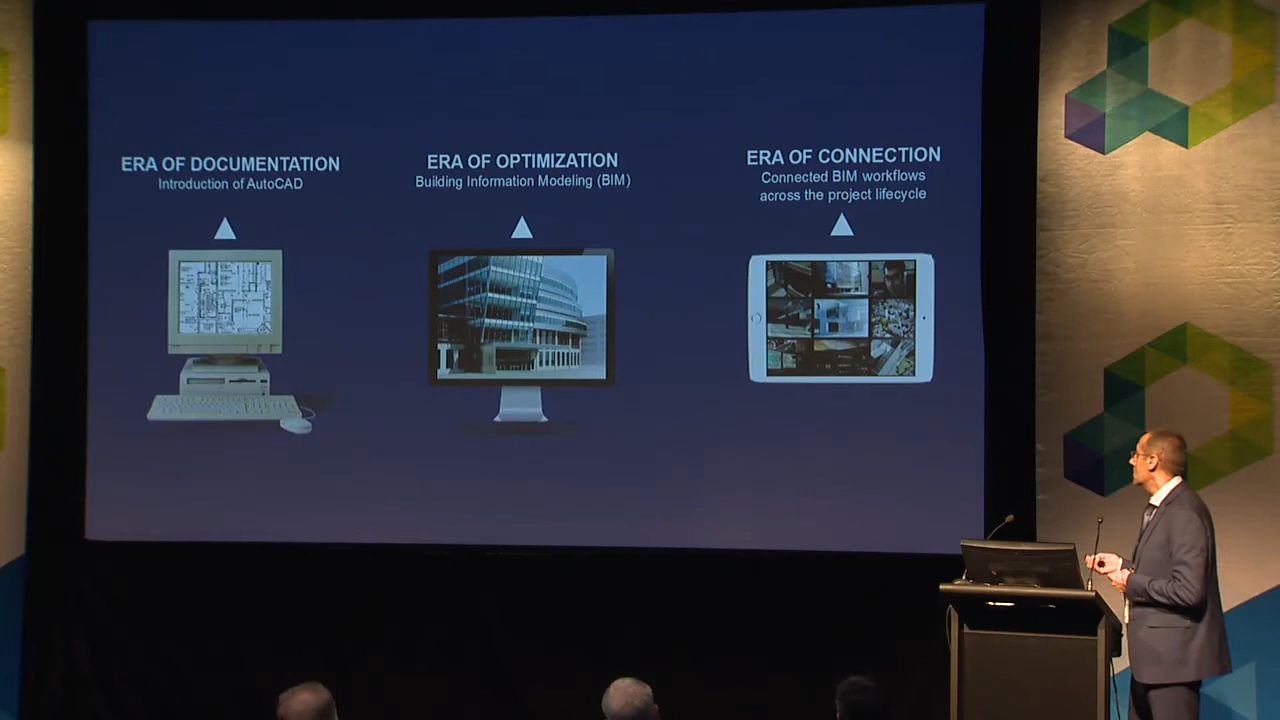 ERA OF DOCUMENTATION
Introduction of AutoCAD
ERA OF OPTIMIZATION
Building Information Modeling (BIM)
ERA OF CONNECTION
Connected BIM workflows
across the project lifecycle